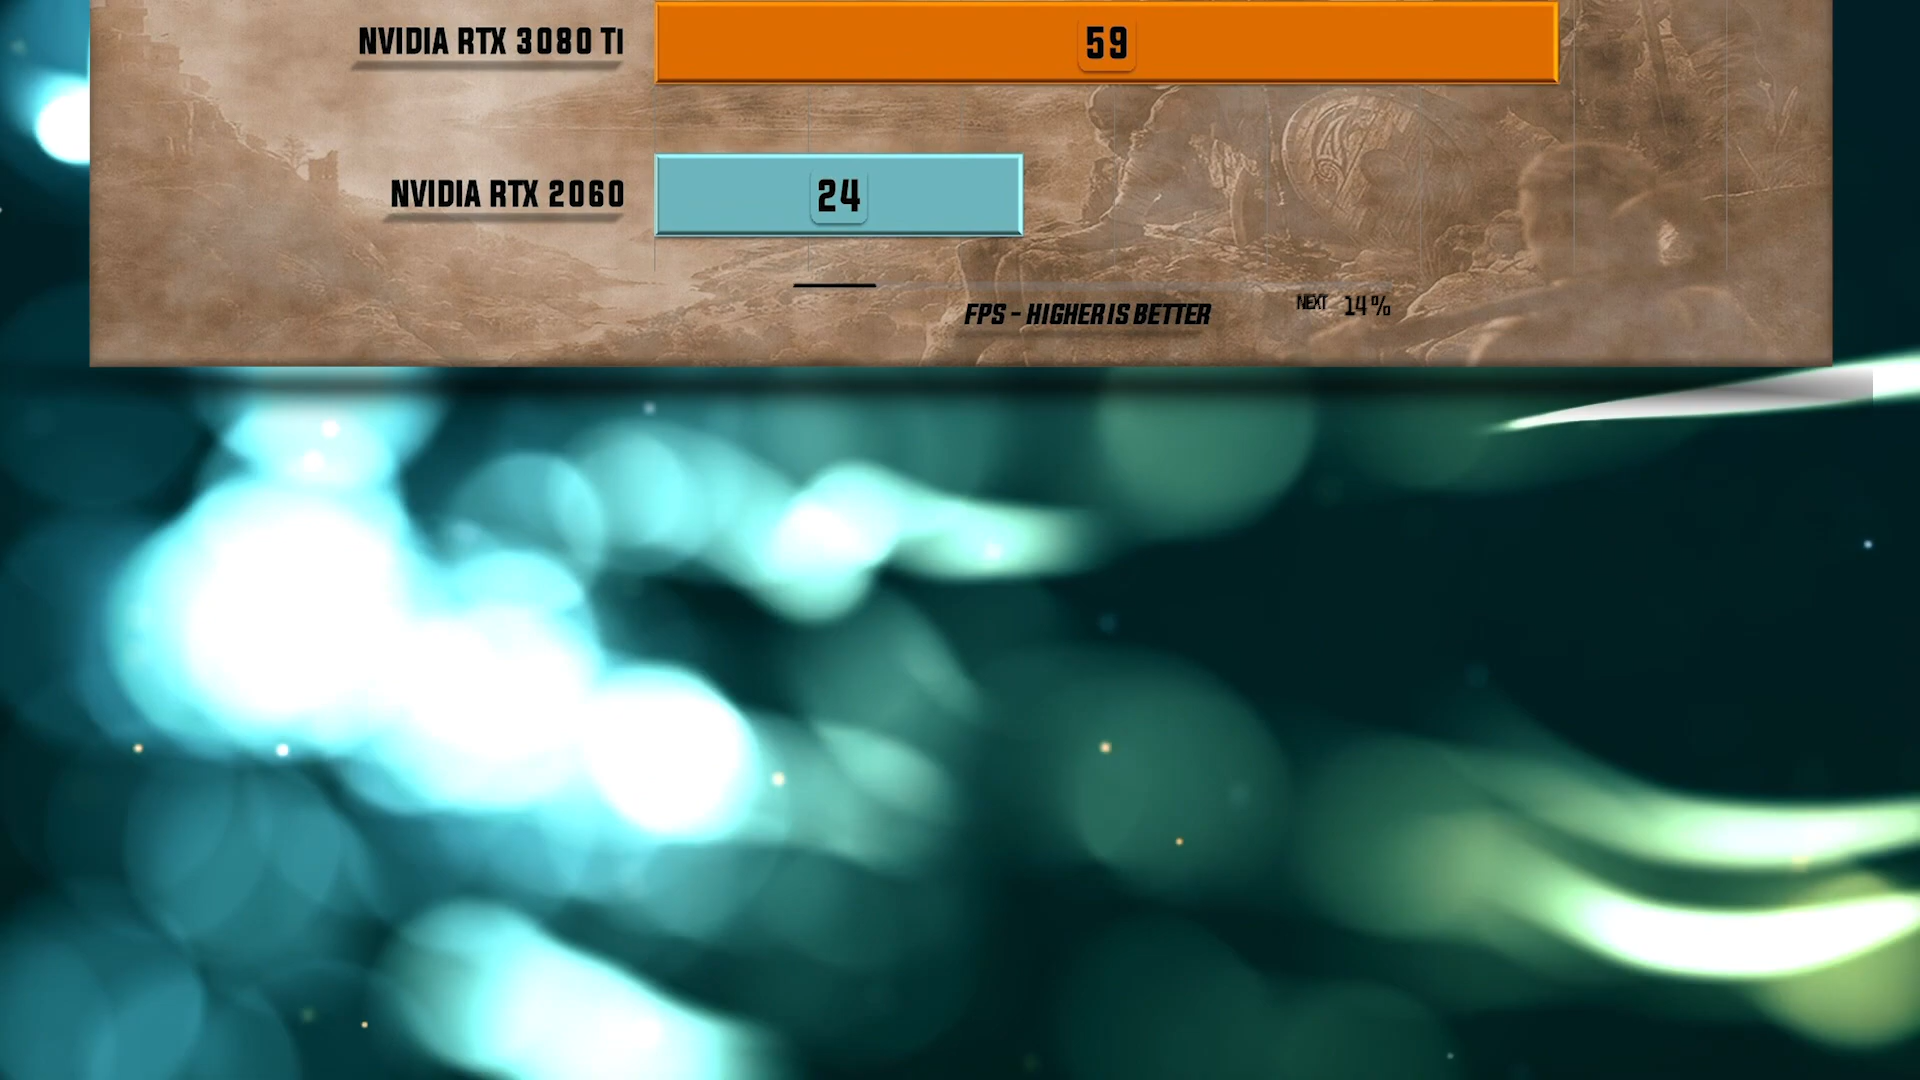 NVIDIA RTX 3080 TI
59
NVIDIA RTX 2060
24
FPS - HIGHER IS BETTER
NEXT 14%